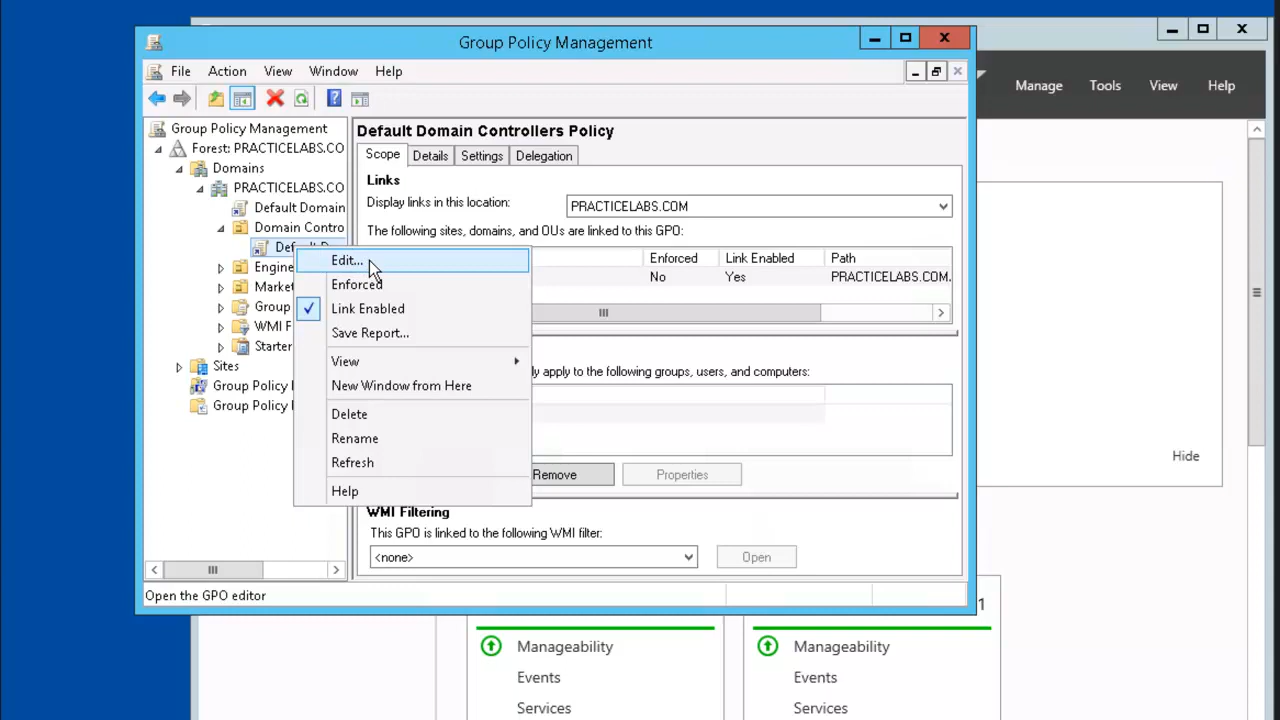 Group Policy Management
File Action View Window Help
Manage Tools View Help
Group Policy Management
Forest: PRACTICELABS.CO
Domains
PRACTICELABS.CO
Default Domain
Domain Contro
Engine
Market
Group
WMI F
Starter
Sites
Group Policy
Group Policy
Edit...
Enforced
Link Enabled
Save Report...
View
New Window from Here
Delete
Rename
Refresh
Help
Default Domain Controllers Policy
Scope Details Settings Delegation
Links
Display links in this location: PRACTICELABS.COM
The following sites, domains, and OUs are linked to this GPO:
Enforced Link Enabled Path
No Yes PRACTICELABS.COM.
apply to the following groups, users, and computers:
Remove Properties
WMI Filtering
This GPO is linked to the following WMI filter:
<none> Open
Open the GPO editor
Hide
1
Manageability Manageability
Events Events
Services Services